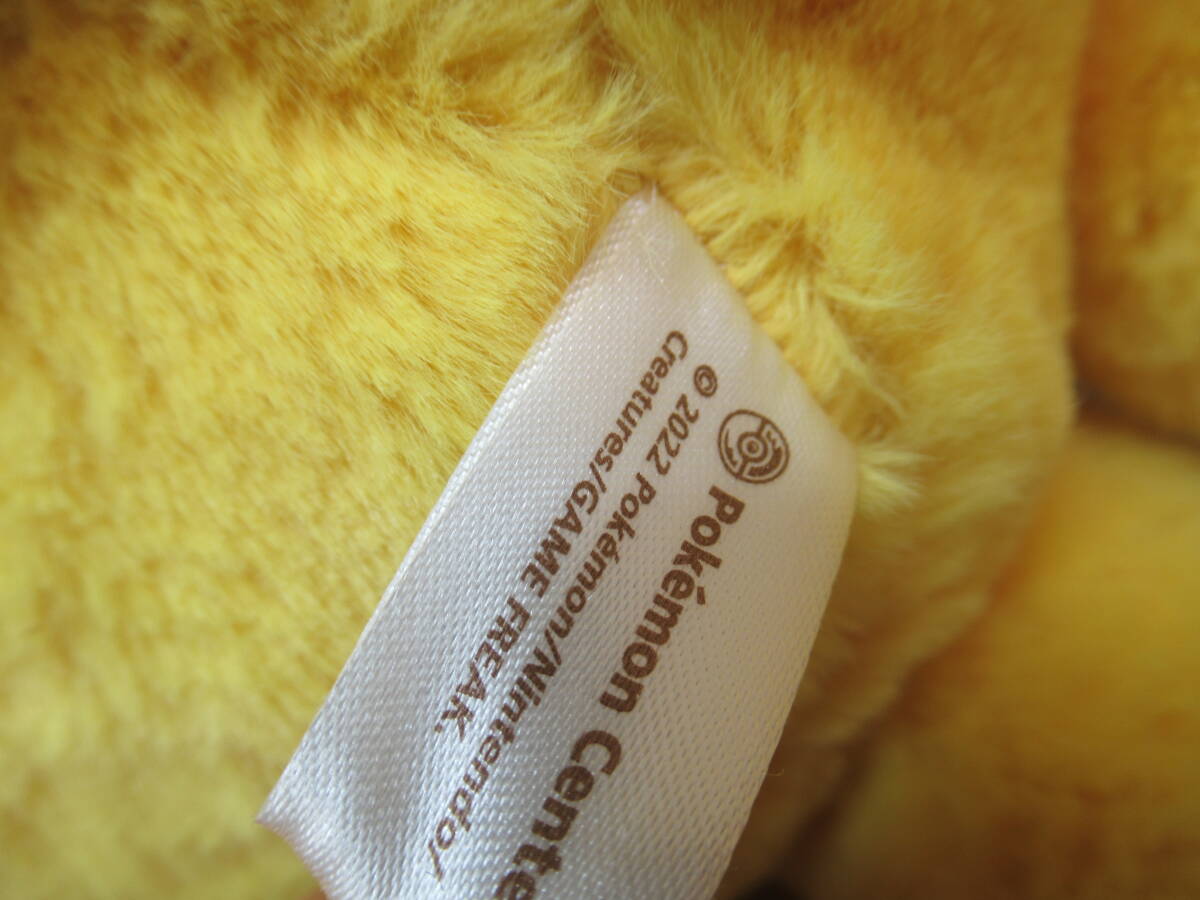 Pokémon Cente
© 2022 Pokémon/Nintendo/
Creatures/GAME FREAK.